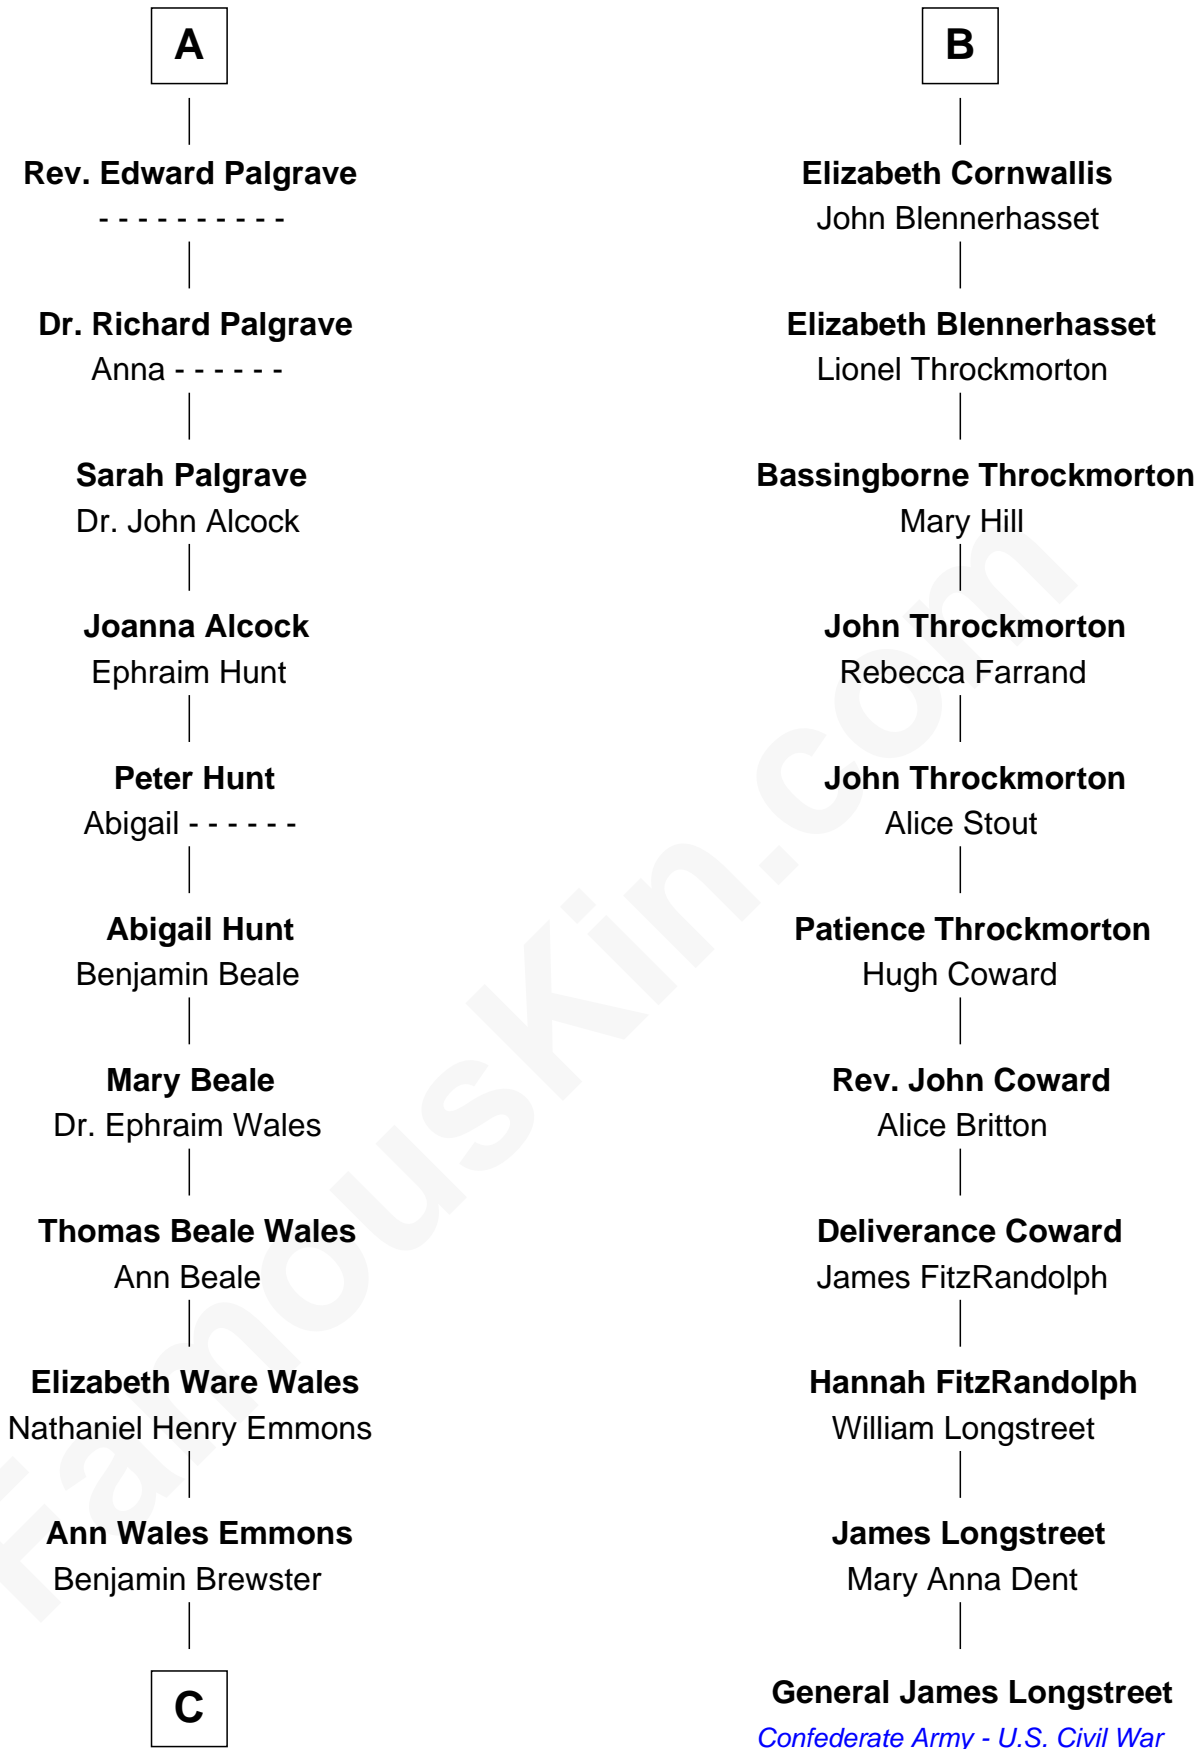 A
Rev. Edward Palgrave
- - - - - - - - - -
Dr. Richard Palgrave
Anna - - - - - -
Sarah Palgrave
Dr. John Alcock
Joanna Alcock
Ephraim Hunt
Peter Hunt
Abigail - - - - - -
Abigail Hunt
Benjamin Beale
Mary Beale
Dr. Ephraim Wales
Thomas Beale Wales
Ann Beale
Elizabeth Ware Wales
Nathaniel Henry Emmons
Ann Wales Emmons
Benjamin Brewster
C
B
Elizabeth Cornwallis
John Blennerhasset
Elizabeth Blennerhasset
Lionel Throckmorton
Bassingborne Throckmorton
Mary Hill
John Throckmorton
Rebecca Farrand
John Throckmorton
Alice Stout
Patience Throckmorton
Hugh Coward
Rev. John Coward
Alice Britton
Deliverance Coward
James FitzRandolph
Hannah FitzRandolph
William Longstreet
James Longstreet
Mary Anna Dent
General James Longstreet
Confederate Army - U.S. Civil War
FamousKin.com